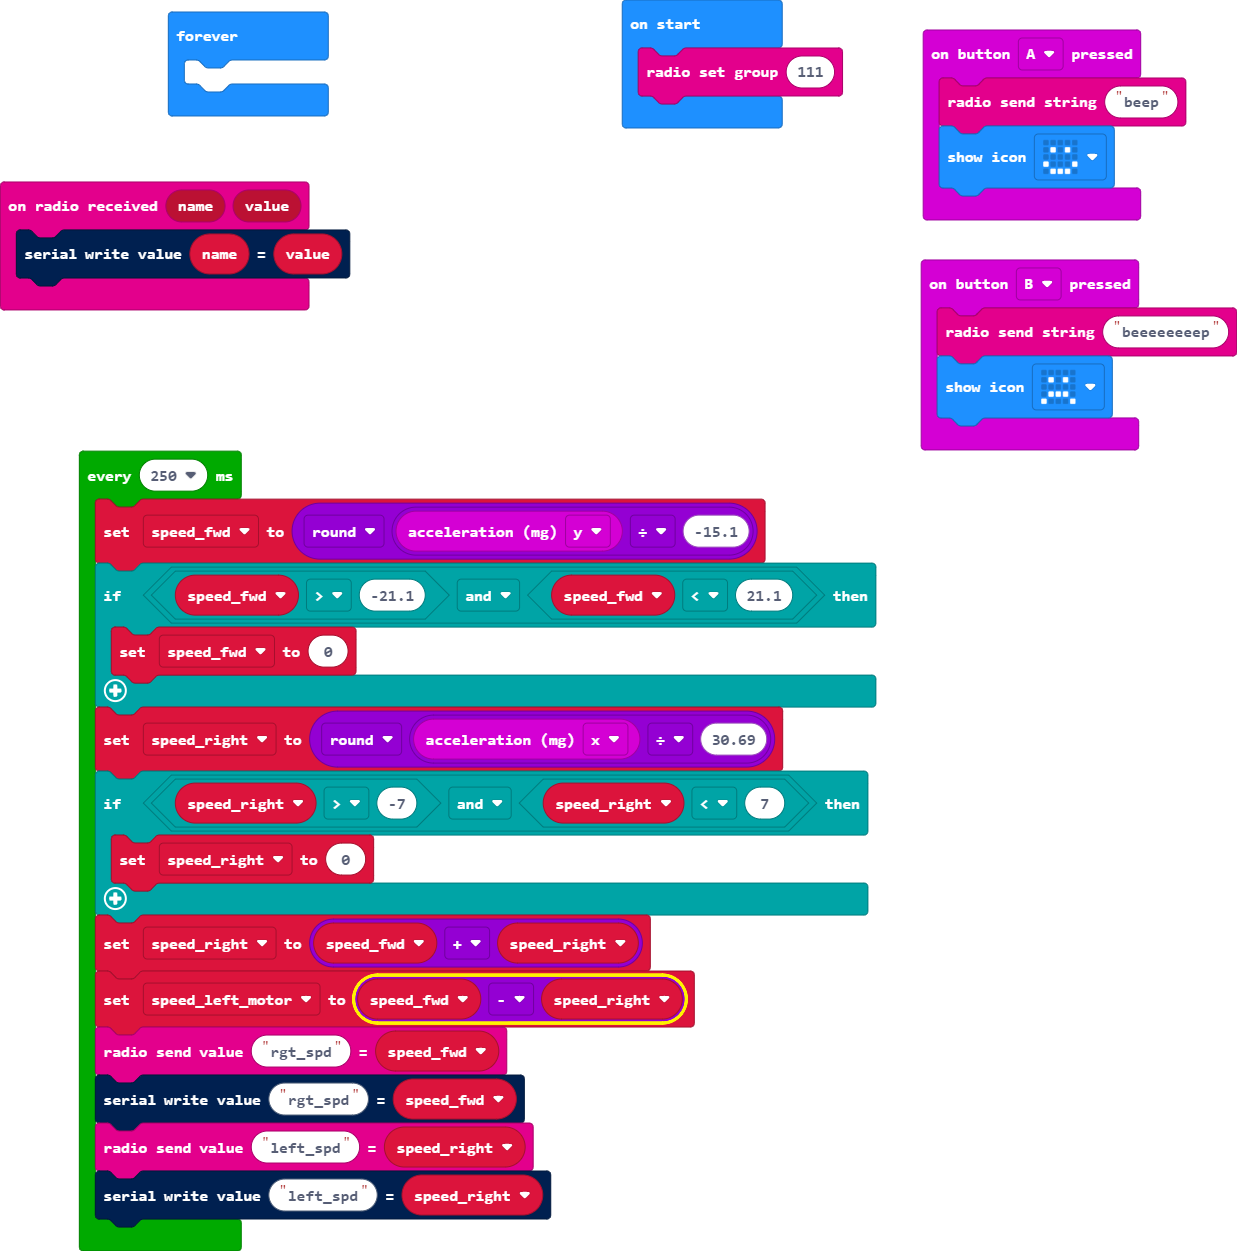 forever
on start
radio set group 111
on button A pressed
radio send string "beep"
show icon
on radio received name value
serial write value name = value
on button B pressed
radio send string "beeeeeeeep"
show icon
every 250 ms
set speed_fwd to round acceleration (mg) y ÷ -15.1
if speed_fwd > -21.1 and speed_fwd < 21.1 then
set speed_fwd to 0
set speed_right to round acceleration (mg) x ÷ 30.69
if speed_right > -7 and speed_right < 7 then
set speed_right to 0
set speed_right to speed_fwd + speed_right
set speed_left_motor to speed_fwd - speed_right
radio send value "rgt_spd" = speed_fwd
serial write value "rgt_spd" = speed_fwd
radio send value "left_spd" = speed_right
serial write value "left_spd" = speed_right